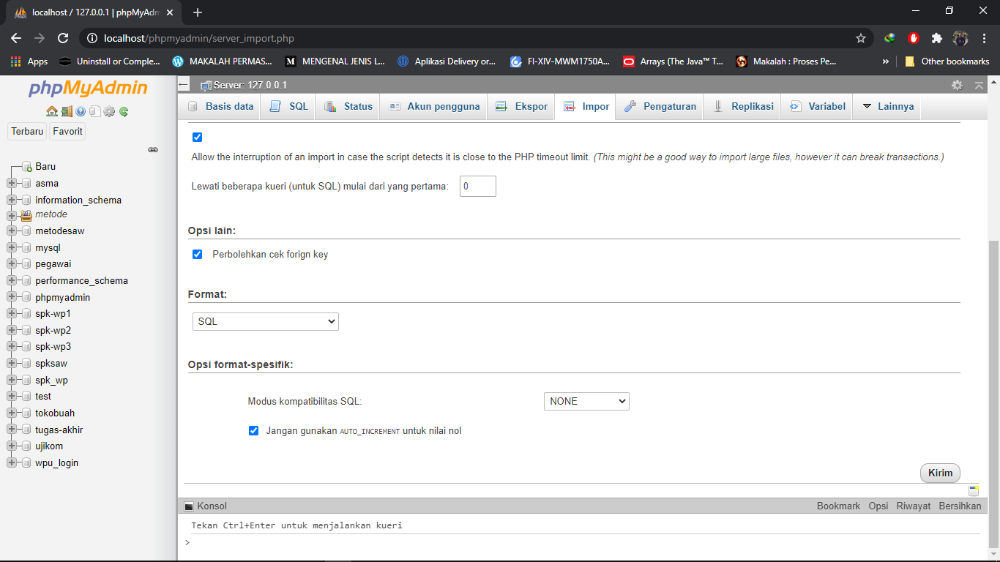 localhost / 127.0.0.1 | phpMyAdm
localhost/phpmyadmin/server_import.php
Apps
Uninstall or Comple...
MAKALAH PERMAS...
MENGENAL JENIS L...
Aplikasi Delivery or...
FI-XIV-MWM1750A...
Arrays (The Java™ T...
Makalah : Proses Pe...
»
Other bookmarks
phpMyAdmin
Terbaru
Favorit
Baru
asma
information_schema
metode
metodesaw
mysql
pegawai
performance_schema
phpmyadmin
spk-wp1
spk-wp2
spk-wp3
spksaw
spk_wp
test
tokobuah
tugas-akhir
ujikom
wpu_login
Server: 127.0.0.1
Basis data
SQL
Status
Akun pengguna
Ekspor
Impor
Pengaturan
Replikasi
Variabel
Lainnya
Allow the interruption of an import in case the script detects it is close to the PHP timeout limit. (This might be a good way to import large files, however it can break transactions.)
Lewati beberapa kueri (untuk SQL) mulai dari yang pertama: 0
Opsi lain:
Perbolehkan cek forign key
Format:
SQL
Opsi format-spesifik:
Modus kompatibilitas SQL: NONE
Jangan gunakan AUTO_INCREMENT untuk nilai nol
Kirim
Konsol
Bookmark Opsi Riwayat Bersihkan
Tekan Ctrl+Enter untuk menjalankan kueri
>